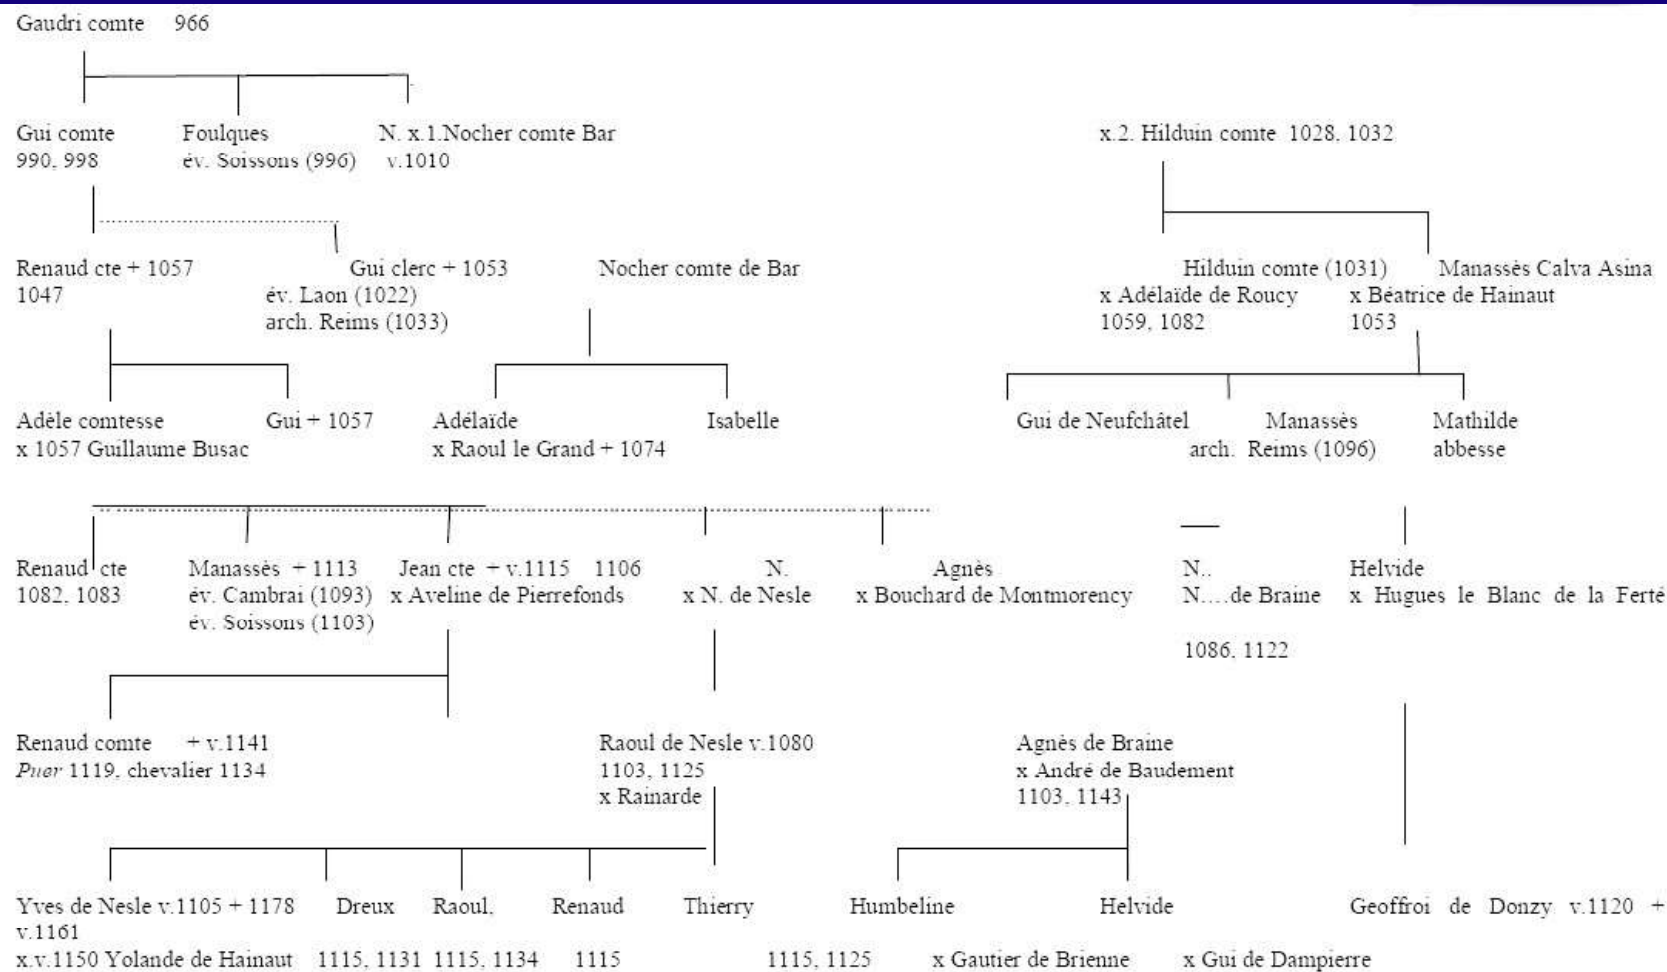 Gaudri comte 966
Gui comte Foulques N. x.1.Nocher comte Bar x.2. Hilduin comte 1028, 1032
990, 998 év. Soissons (996) v.1010
Renaud cte + 1057 Gui clerc + 1053 Nocher comte de Bar Hilduin comte (1031) Manassès Calva Asina
1047 év. Laon (1022) x Adélaïde de Roucy x Béatrice de Hainaut
arch. Reims (1033) 1059, 1082 1053
Adèle comtesse Gui + 1057 Adélaïde Isabelle Gui de Neufchâtel Manassès Mathilde
x 1057 Guillaume Busac x Raoul le Grand + 1074 arch. Reims (1096) abbesse
Renaud cte Manassès + 1113 Jean cte + v.1115 1106 N. Agnès N.. Helvide
1082, 1083 év. Cambrai (1093) x Aveline de Pierrefonds x N. de Nesle x Bouchard de Montmorency N....de Braine x Hugues le Blanc de la Ferté
év. Soissons (1103)
1086, 1122
Renaud comte + v.1141 Raoul de Nesle v.1080 Agnès de Braine
Puer 1119, chevalier 1134 1103, 1125 x André de Baudement
x Rainarde 1103, 1143
Yves de Nesle v.1105 + 1178 Dreux Raoul, Renaud Thierry Humbeline Helvide Geoffroi de Donzy v.1120 +
v.1161
x.v.1150 Yolande de Hainaut 1115, 1131 1115, 1134 1115 1115, 1125 x Gautier de Brienne x Gui de Dampierre